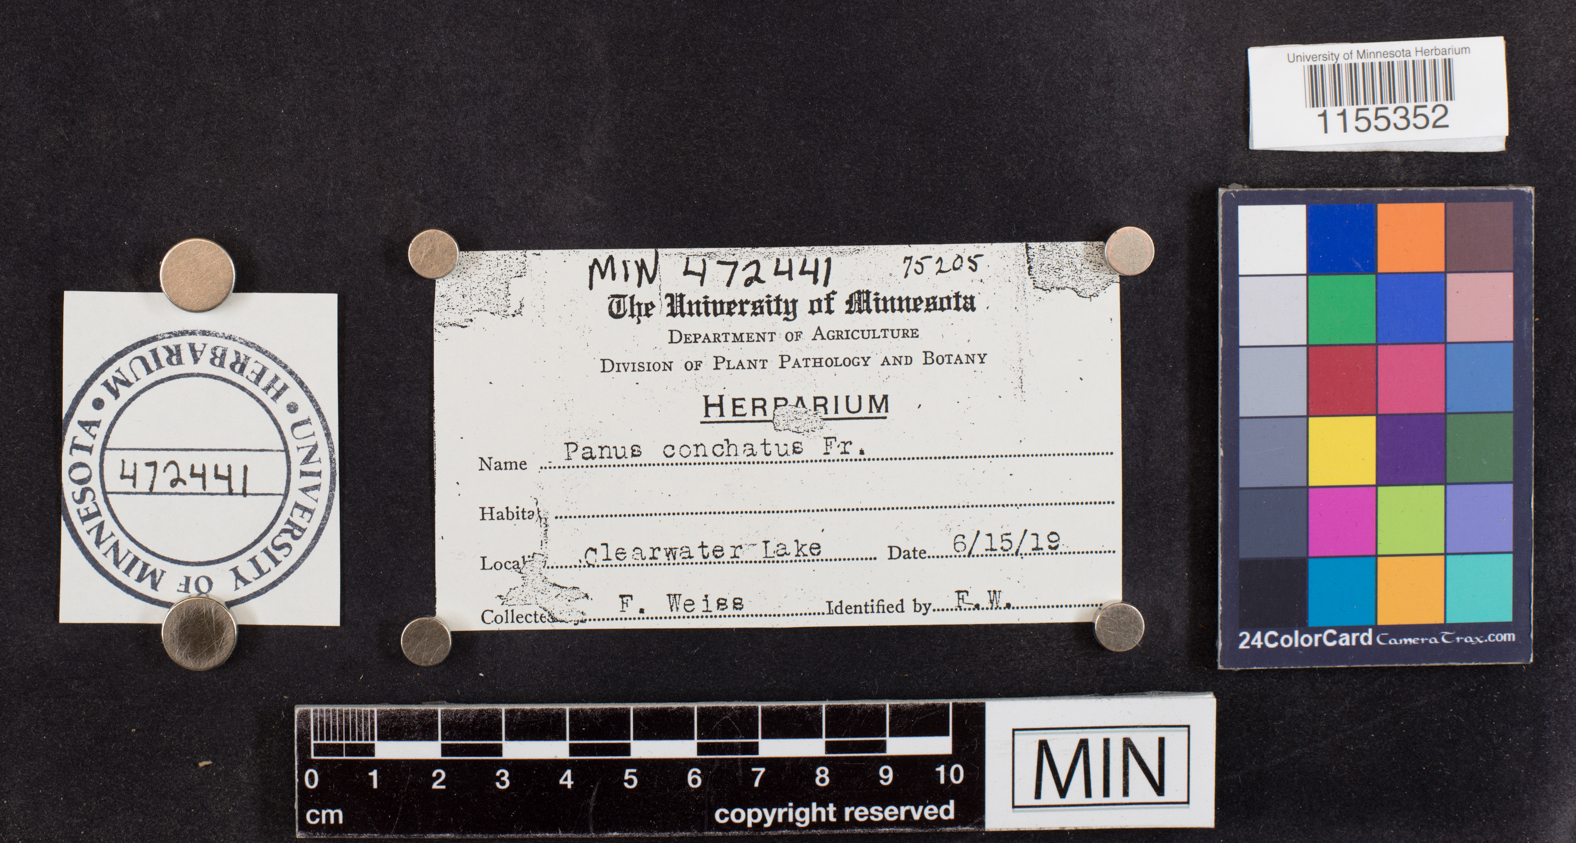 University of Minnesota Herbarium
1155352
UNIVERSITY OF MINNESOTA • HERBARIUM •
472441
MIN 472441 75205
The University of Minnesota
DEPARTMENT OF AGRICULTURE
DIVISION OF PLANT PATHOLOGY AND BOTANY
HERBARIUM
Name Panus conchatus Fr.
Habitat
Local Clearwater Lake Date 6/15/19
Collected F. Weiss Identified by F.W.
24ColorCard CameraTrax.com
0 1 2 3 4 5 6 7 8 9 10
cm copyright reserved
MIN